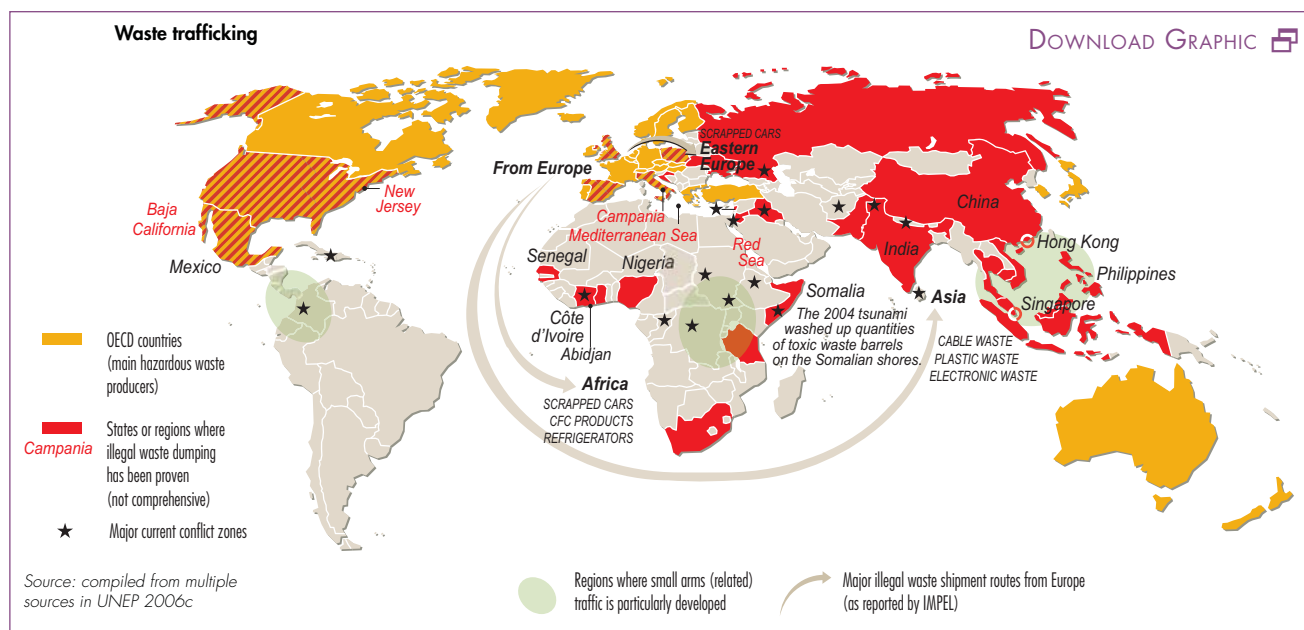 Waste trafficking
DOWNLOAD GRAPHIC
SCRAPPED CARS
Eastern
Europe
From Europe
New
Jersey
Baja
California
Campania
Mediterranean Sea
Red
Sea
China
Hong Kong
India
Mexico
Senegal
Nigeria
Philippines
Somalia
Asia
Singapore
Côte
d'Ivoire
Abidjan
The 2004 tsunami
washed up quantities
of toxic waste barrels
on the Somalian shores.
CABLE WASTE
PLASTIC WASTE
ELECTRONIC WASTE
Africa
SCRAPPED CARS
CFC PRODUCTS
REFRIGERATORS
OECD countries
(main hazardous waste
producers)
Campania
States or regions where
illegal waste dumping
has been proven
(not comprehensive)
Major current conflict zones
Source: compiled from multiple
sources in UNEP 2006c
Regions where small arms (related)
traffic is particularly developed
Major illegal waste shipment routes from Europe
(as reported by IMPEL)